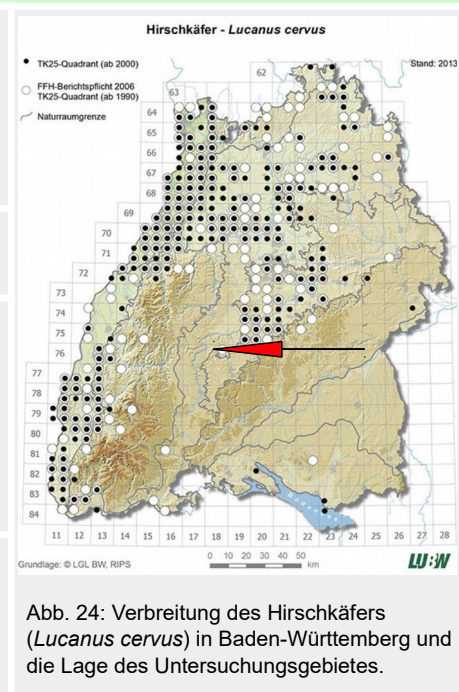 Hirschkäfer - Lucanus cervus
TK25-Quadrant (ab 2000)
Stand: 2013
FFH-Berichtspflicht 2006
TK25-Quadrant (ab 1990)
Naturraumgrenze
62
63
64
65
66
67
68
69
70
71
72
73
74
75
76
77
78
79
80
81
82
83
84
11 12 13 14 15 16 17 18 19 20 21 22 23 24 25 26 27 28
Grundlage: © LGL BW, RIPS
0 10 20 30 40 50
km
LUBW
Abb. 24: Verbreitung des Hirschkäfers
(Lucanus cervus) in Baden-Württemberg und
die Lage des Untersuchungsgebietes.